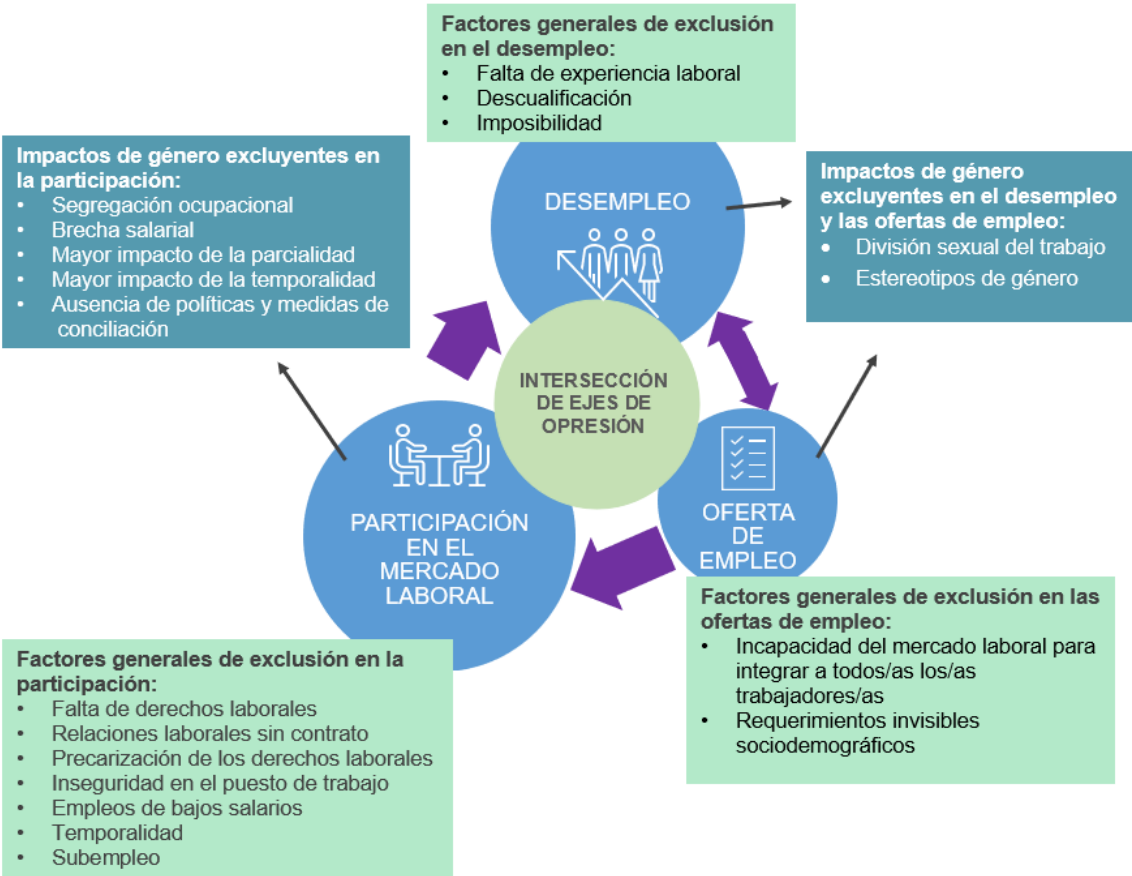 Factores generales de exclusión
en el desempleo:
• Falta de experiencia laboral
• Descualificación
• Imposibilidad
Impactos de género excluyentes en
la participación:
• Segregación ocupacional
• Brecha salarial
• Mayor impacto de la parcialidad
• Mayor impacto de la temporalidad
• Ausencia de políticas y medidas de
conciliación
DESEMPLEO
Impactos de género
excluyentes en el desempleo
y las ofertas de empleo:
• División sexual del trabajo
• Estereotipos de género
INTERSECCIÓN
DE EJES DE
OPRESIÓN
PARTICIPACIÓN
EN EL
MERCADO
LABORAL
OFERTA
DE
EMPLEO
Factores generales de exclusión en las
ofertas de empleo:
• Incapacidad del mercado laboral para
integrar a todos/as los/as
trabajadores/as
• Requerimientos invisibles
sociodemográficos
Factores generales de exclusión en la
participación:
• Falta de derechos laborales
• Relaciones laborales sin contrato
• Precarización de los derechos laborales
• Inseguridad en el puesto de trabajo
• Empleos de bajos salarios
• Temporalidad
• Subempleo